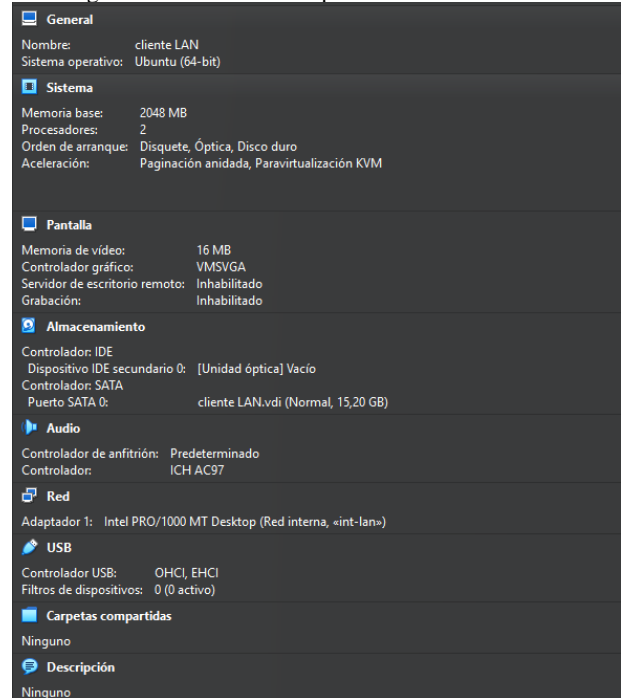 General
Nombre: cliente LAN
Sistema operativo: Ubuntu (64-bit)
Sistema
Memoria base: 2048 MB
Procesadores: 2
Orden de arranque: Disquete, Óptica, Disco duro
Aceleración: Paginación anidada, Paravirtualización KVM
Pantalla
Memoria de vídeo: 16 MB
Controlador gráfico: VMSVGA
Servidor de escritorio remoto: Inhabilitado
Grabación: Inhabilitado
Almacenamiento
Controlador: IDE
Dispositivo IDE secundario 0: [Unidad óptica] Vacío
Controlador: SATA
Puerto SATA 0: cliente LAN.vdi (Normal, 15,20 GB)
Audio
Controlador de anfitrión: Predeterminado
Controlador: ICH AC97
Red
Adaptador 1: Intel PRO/1000 MT Desktop (Red interna, «int-lan»)
USB
Controlador USB: OHCI, EHCI
Filtros de dispositivos: 0 (0 activo)
Carpetas compartidas
Ninguno
Descripción
Ninguno